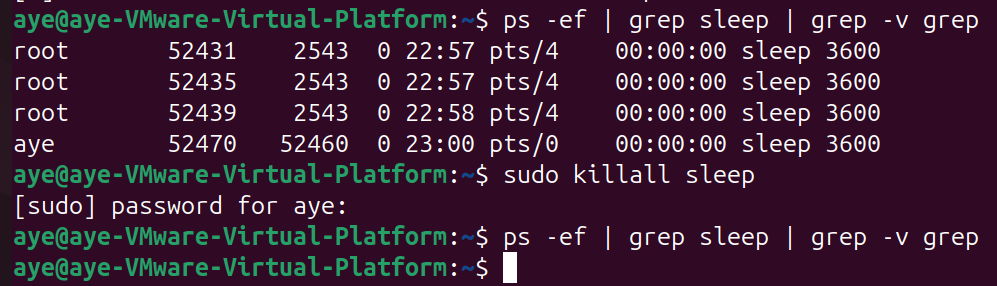 aye@aye-VMware-Virtual-Platform:~$ ps -ef | grep sleep | grep -v grep
root       52431    2543  0 22:57 pts/4    00:00:00 sleep 3600
root       52435    2543  0 22:57 pts/4    00:00:00 sleep 3600
root       52439    2543  0 22:58 pts/4    00:00:00 sleep 3600
aye        52470   52460  0 23:00 pts/0    00:00:00 sleep 3600
aye@aye-VMware-Virtual-Platform:~$ sudo killall sleep
[sudo] password for aye:
aye@aye-VMware-Virtual-Platform:~$ ps -ef | grep sleep | grep -v grep
aye@aye-VMware-Virtual-Platform:~$